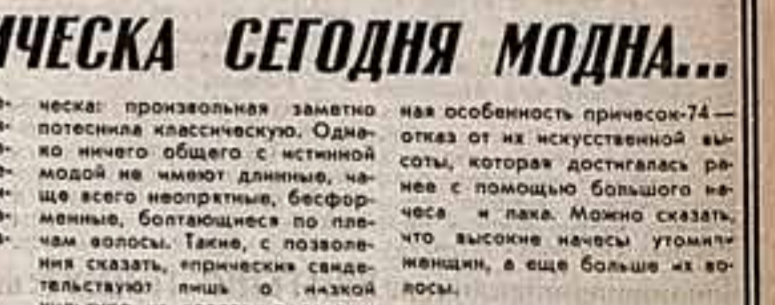 ИЧЕСКА СЕГОДНЯ МОДНА...
ческа: произвольная заметно
потеснила классическую. Одна-
ко ничего общего с истинной
модой не имеют длинные, ча-
ще всего неопрятные, бесфор-
менные, болтающиеся по пле-
чам волосы. Такие, с позволе-
ния сказать, «прически» свиде-
тельствуют лишь о низкой
ная особенность причесок-74 —
отказ от их искусственной вы-
соты, которая достигалась ра-
нее с помощью большого на-
чеса и лака. Можно сказать,
что высокие начесы утомили
женщин, а еще больше их во-
лосы.